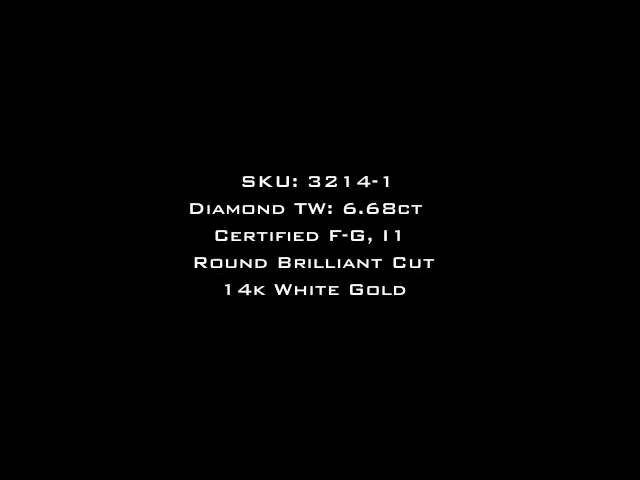 SKU: 3214-1
Diamond TW: 6.68ct
Certified F-G, I1
Round Brilliant Cut
14k White Gold